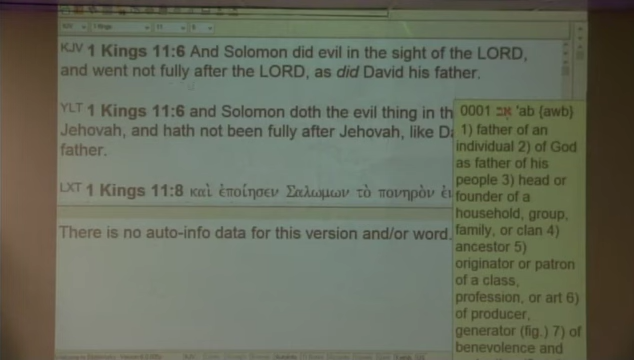 KJV 1 Kings 11:6 And Solomon did evil in the sight of the LORD,
and went not fully after the LORD, as did David his father.
YLT 1 Kings 11:6 and Solomon doth the evil thing in th
Jehovah, and hath not been fully after Jehovah, like Da
father.
LXT 1 Kings 11:8 καὶ ἐποίησεν Σαλωμων τὸ πονηρὸν
There is no auto-info data for this version and/or word.
0001 אָב 'ab {awb}
1) father of an
individual 2) of God
as father of his
people 3) head or
founder of a
household, group,
family, or clan 4)
ancestor 5)
originator or patron
of a class,
profession, or art 6)
of producer,
generator (fig.) 7) of
benevolence and